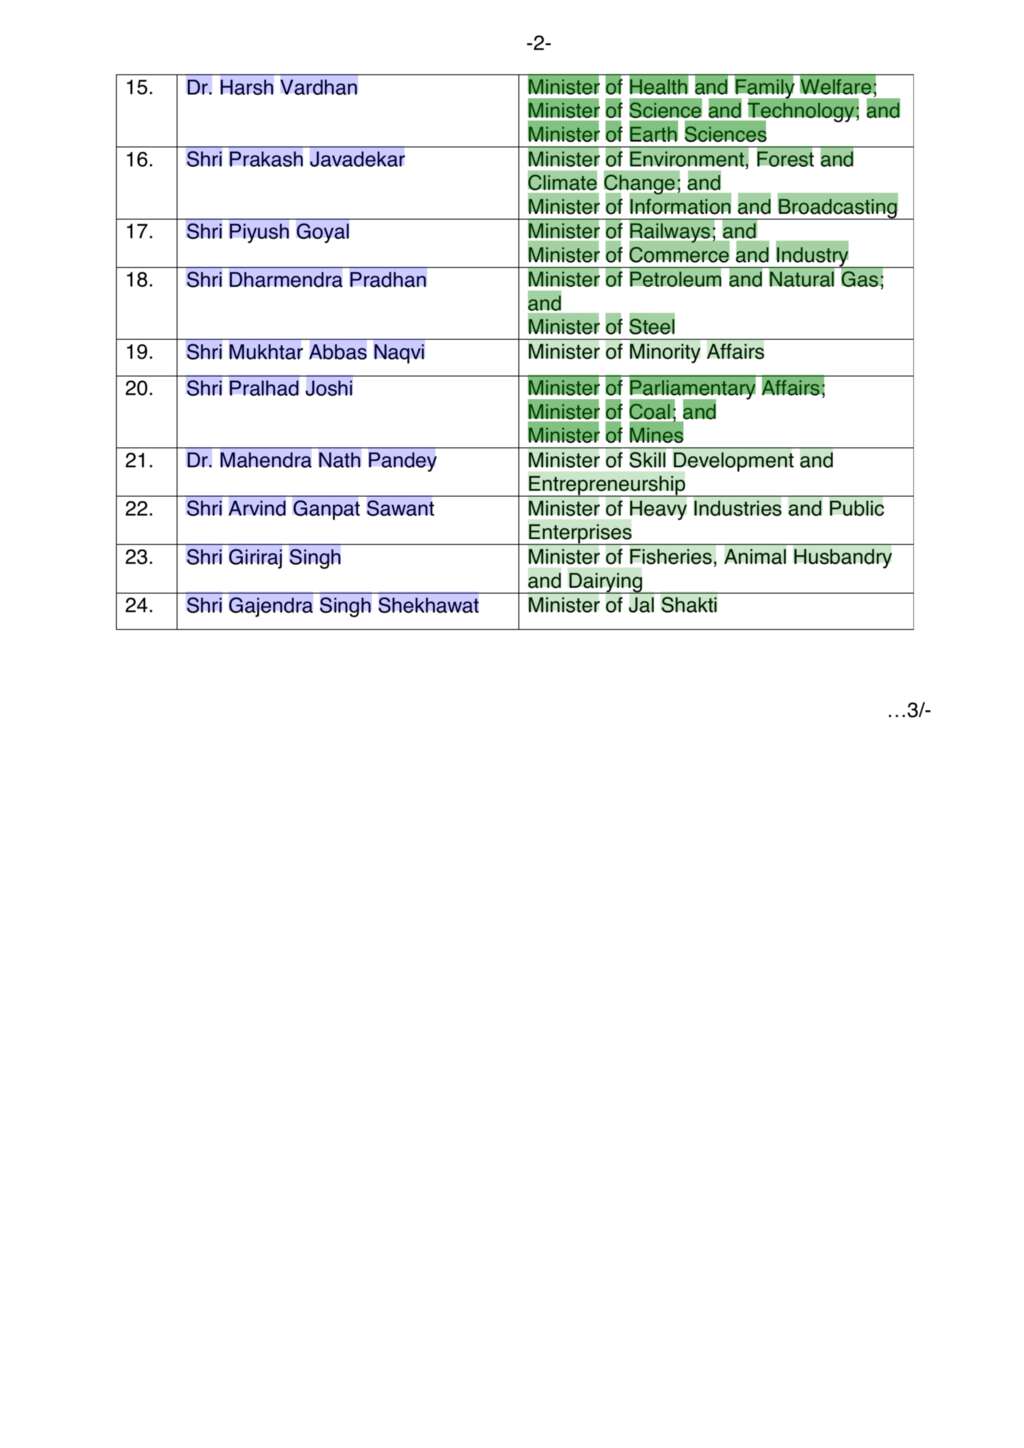 -2-
15. Dr. Harsh Vardhan Minister of Health and Family Welfare;
Minister of Science and Technology; and
Minister of Earth Sciences
16. Shri Prakash Javadekar Minister of Environment, Forest and
Climate Change; and
Minister of Information and Broadcasting
17. Shri Piyush Goyal Minister of Railways; and
Minister of Commerce and Industry
18. Shri Dharmendra Pradhan Minister of Petroleum and Natural Gas;
and
Minister of Steel
19. Shri Mukhtar Abbas Naqvi Minister of Minority Affairs
20. Shri Pralhad Joshi Minister of Parliamentary Affairs;
Minister of Coal; and
Minister of Mines
21. Dr. Mahendra Nath Pandey Minister of Skill Development and
Entrepreneurship
22. Shri Arvind Ganpat Sawant Minister of Heavy Industries and Public
Enterprises
23. Shri Giriraj Singh Minister of Fisheries, Animal Husbandry
and Dairying
24. Shri Gajendra Singh Shekhawat Minister of Jal Shakti
…3/-